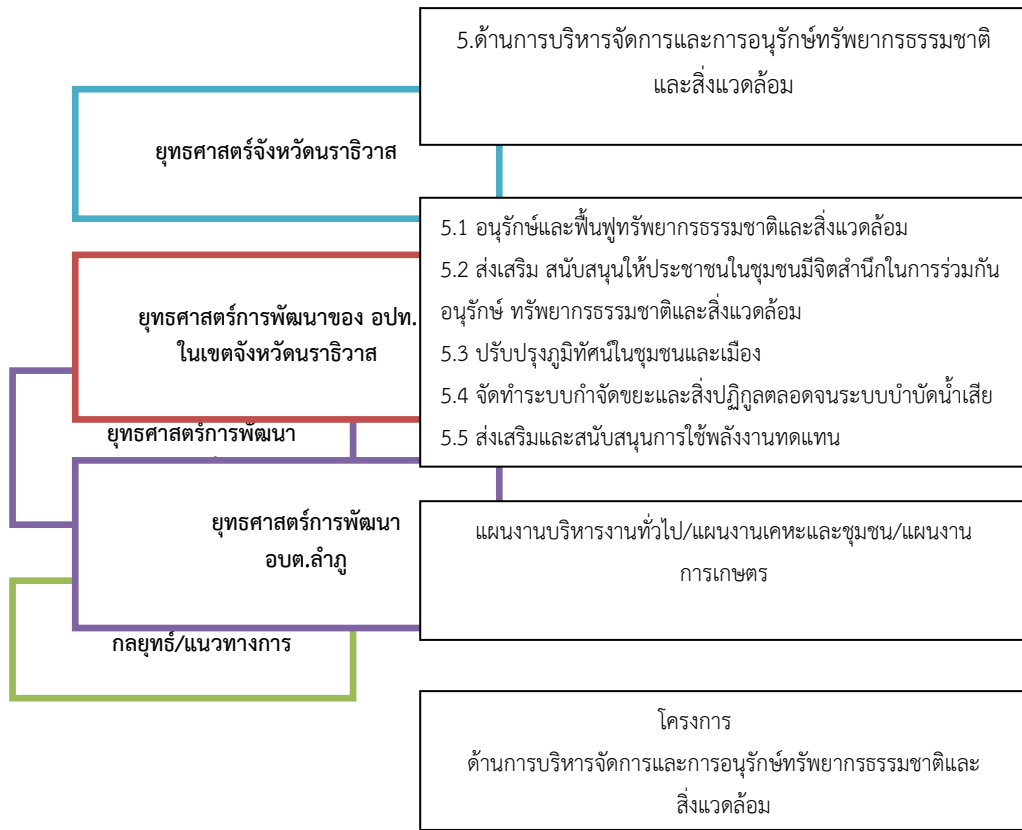 5.ด้านการบริหารจัดการและการอนุรักษ์ทรัพยากรธรรมชาติ
และสิ่งแวดล้อม
ยุทธศาสตร์จังหวัดนราธิวาส
5.1 อนุรักษ์และฟื้นฟูทรัพยากรธรรมชาติและสิ่งแวดล้อม
5.2 ส่งเสริม สนับสนุนให้ประชาชนในชุมชนมีจิตสำนึกในการร่วมกัน
อนุรักษ์ ทรัพยากรธรรมชาติและสิ่งแวดล้อม
5.3 ปรับปรุงภูมิทัศน์ในชุมชนและเมือง
5.4 จัดทำระบบกำจัดขยะและสิ่งปฏิกูลตลอดจนระบบบำบัดน้ำเสีย
5.5 ส่งเสริมและสนับสนุนการใช้พลังงานทดแทน
ยุทธศาสตร์การพัฒนาของ อปท.
ในเขตจังหวัดนราธิวาส
ยุทธศาสตร์การพัฒนา
ยุทธศาสตร์การพัฒนา
อบต.ลำภู
แผนงานบริหารงานทั่วไป/แผนงานเคหะและชุมชน/แผนงาน
การเกษตร
กลยุทธ์/แนวทางการ
โครงการ
ด้านการบริหารจัดการและการอนุรักษ์ทรัพยากรธรรมชาติและ
สิ่งแวดล้อม